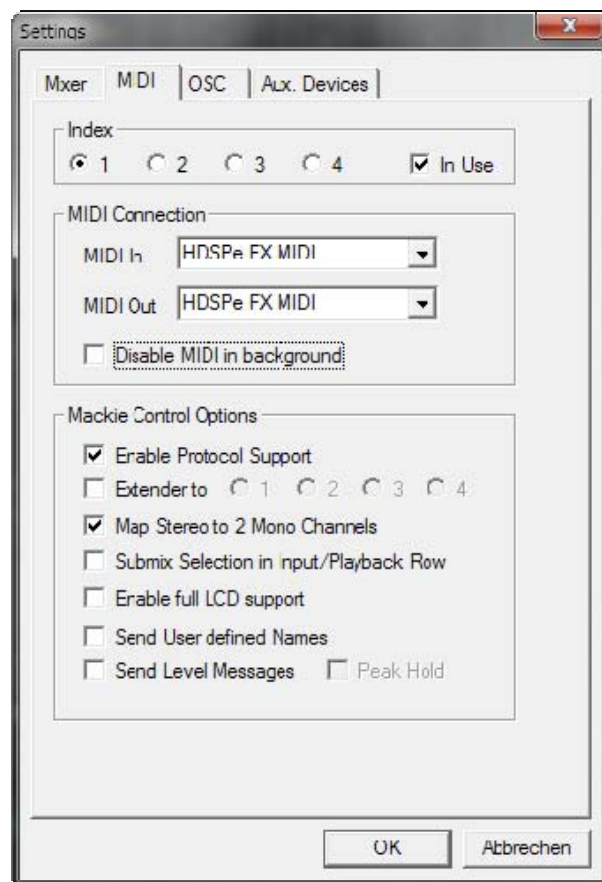 Settings
Mixer MIDI OSC Aux. Devices
Index
1 2 3 4 In Use
MIDI Connection
MIDI In HDSPe FX MIDI
MIDI Out HDSPe FX MIDI
Disable MIDI in background
Mackie Control Options
Enable Protocol Support
Extender to 1 2 3 4
Map Stereo to 2 Mono Channels
Submix Selection in Input/Playback Row
Enable full LCD support
Send User defined Names
Send Level Messages Peak Hold
OK Abbrechen